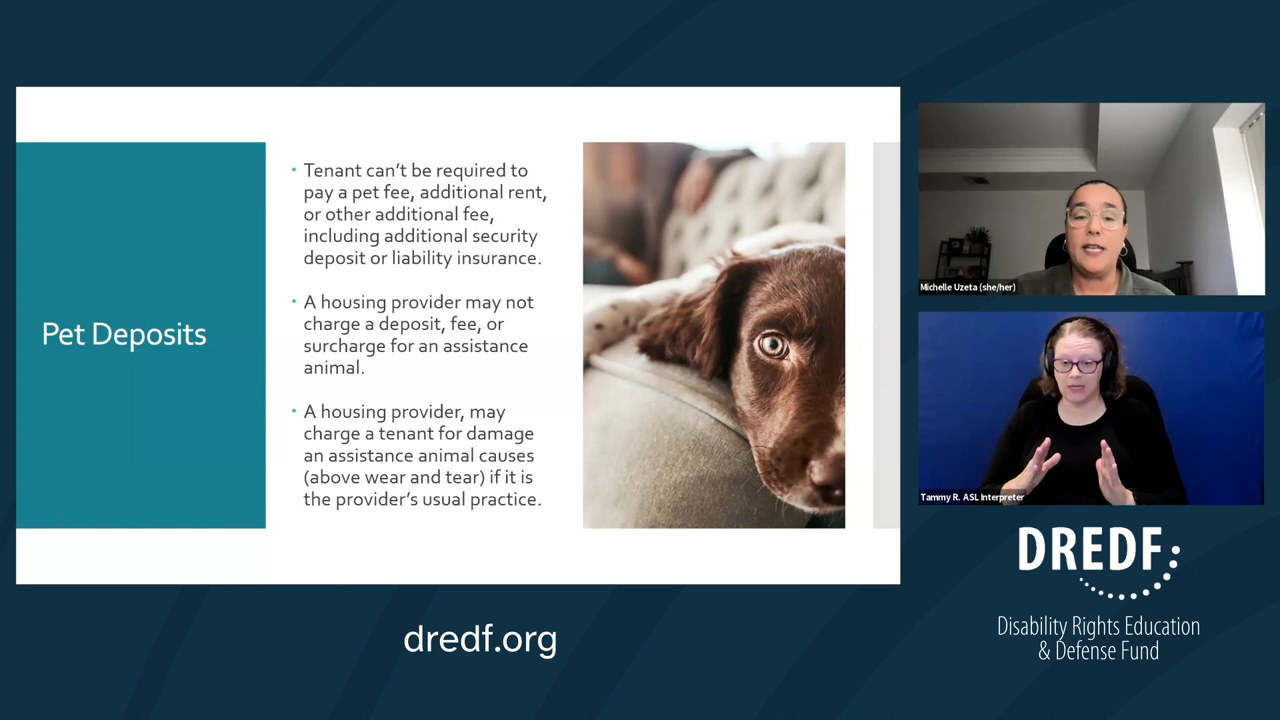 Pet Deposits
• Tenant can't be required to
pay a pet fee, additional rent,
or other additional fee,
including additional security
deposit or liability insurance.
• A housing provider may not
charge a deposit, fee, or
surcharge for an assistance
animal.
• A housing provider, may
charge a tenant for damage
an assistance animal causes
(above wear and tear) if it is
the provider's usual practice.
Michelle Uzeta (she/her)
Tammy R. ASL Interpreter
DREDF
Disability Rights Education
& Defense Fund
dredf.org